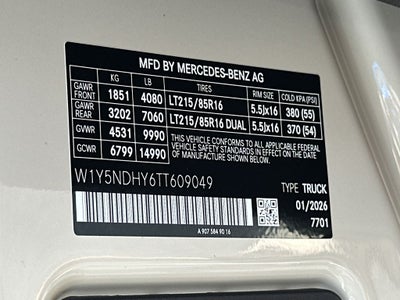 MFD BY MERCEDES-BENZ AG
KG LB TIRES RIM SIZE COLD KPA (PSI)
GAWR FRONT 1851 4080 LT215/85R16 5.5Jx16 380 (55)
GAWR REAR 3202 7060 LT215/85R16 DUAL 5.5Jx16 370 (54)
GVWR 4531 9990 THIS VEHICLE CONFORMS TO ALL APPLICABLE FEDERAL MOTOR
VEHICLE SAFETY STANDARDS IN EFFECT ON THE DATE OF
GCWR 6799 14990 MANUFACTURE SHOWN ABOVE.
W1Y5NDHY6TT609049 TYPE TRUCK
01/2026
7701
A 907 584 90 16